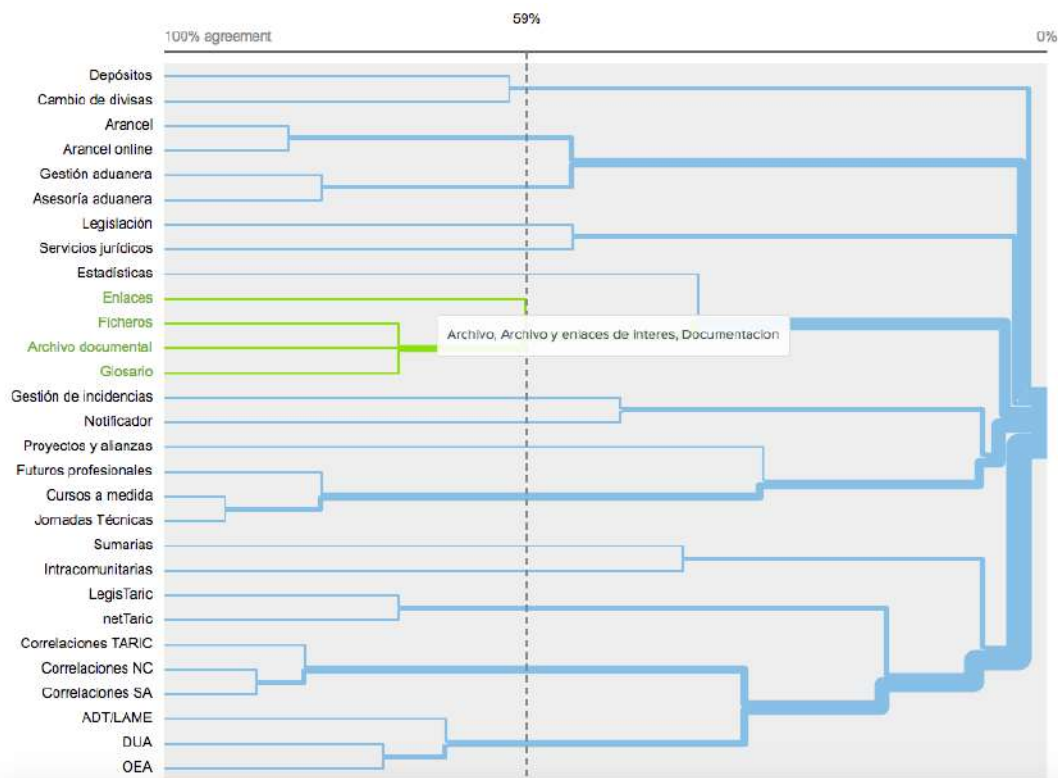 59%
100% agreement
0%
Depósitos
Cambio de divisas
Arancel
Arancel online
Gestión aduanera
Asesoría aduanera
Legislación
Servicios jurídicos
Estadísticas
Enlaces
Ficheros
Archivo, Archivo y enlaces de interes, Documentacion
Archivo documental
Glosario
Gestión de incidencias
Notificador
Proyectos y alianzas
Futuros profesionales
Cursos a medida
Jornadas Técnicas
Sumarias
Intracomunitarias
LegisTaric
netTaric
Correlaciones TARIC
Correlaciones NC
Correlaciones SA
ADT/LAME
DUA
OEA